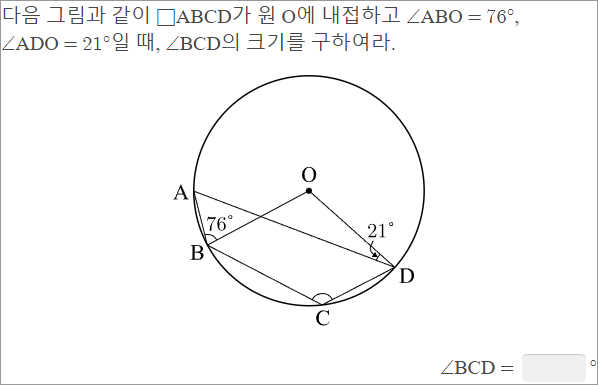 다음 그림과 같이 □ABCD가 원 O에 내접하고 ∠ABO = 76°,
∠ADO = 21°일 때, ∠BCD의 크기를 구하여라.
O
A
76°
21°
B
D
C
∠BCD = °